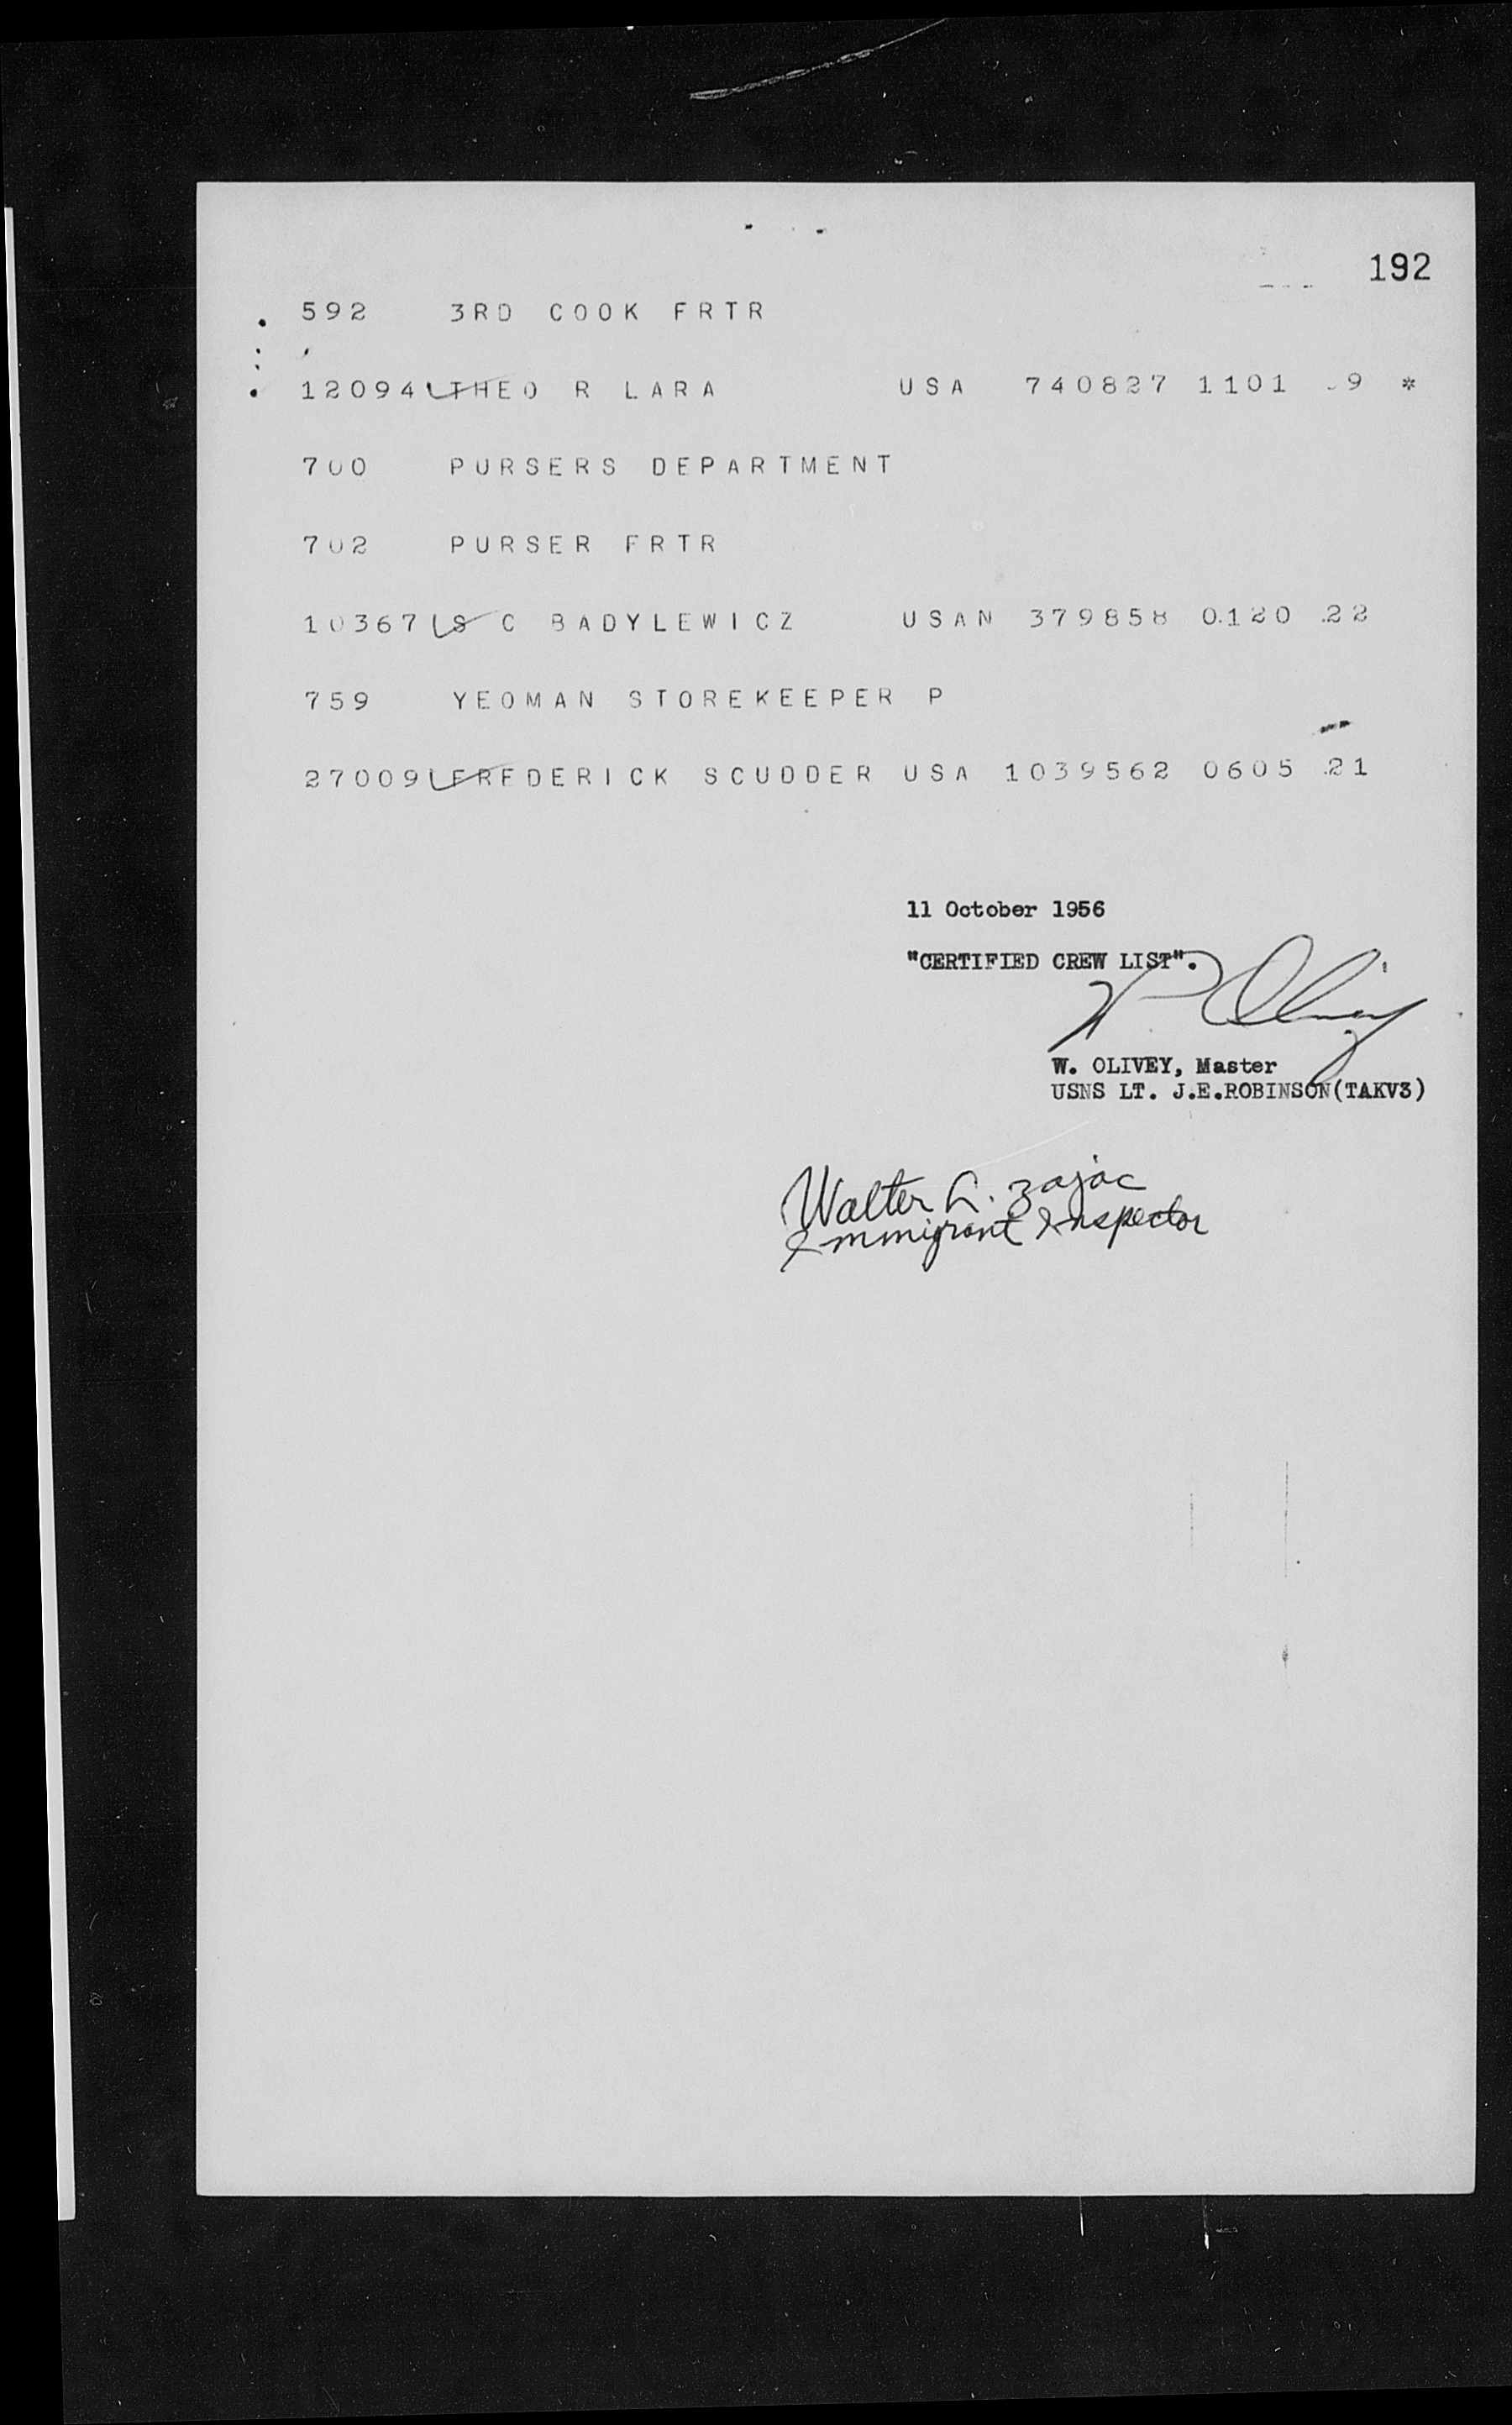 192
592 3RD COOK FRTR
12094 THEO R LARA USA 740827 1101 9 *
700 PURSERS DEPARTMENT
702 PURSER FRTR
10367 S C BADYLEWICZ USAN 379858 0120 22
759 YEOMAN STOREKEEPER P
27009 FREDERICK SCUDDER USA 1039562 0605 21
11 October 1956
"CERTIFIED CREW LIST".
W Olivey
W. OLIVEY, Master
USNS LT. J.E.ROBINSON(TAKV3)
Walter A. Zajac
Immigrant Inspector